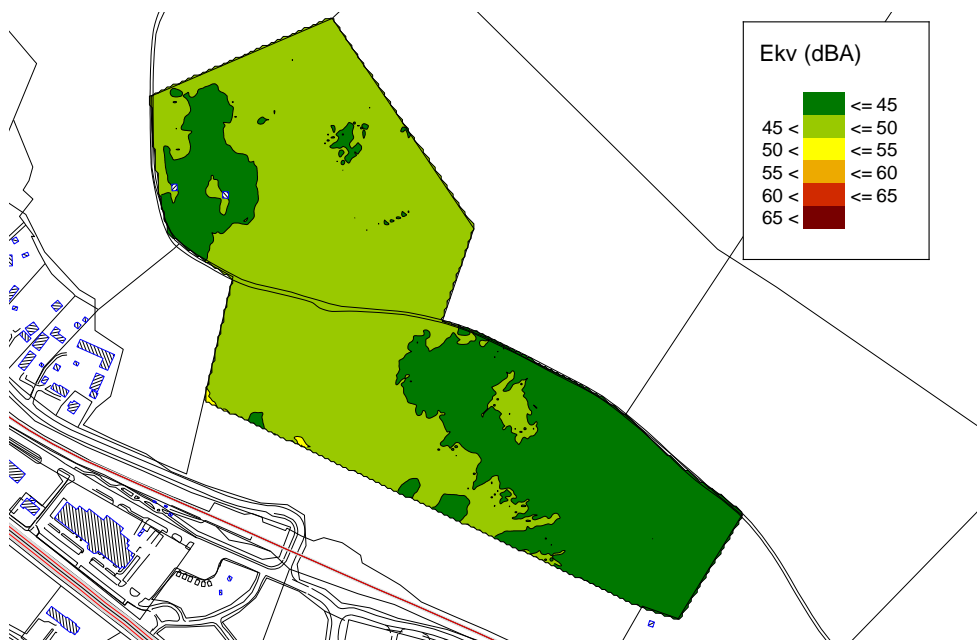 Ekv (dBA)
<= 45
45 < <= 50
50 < <= 55
55 < <= 60
60 < <= 65
65 <